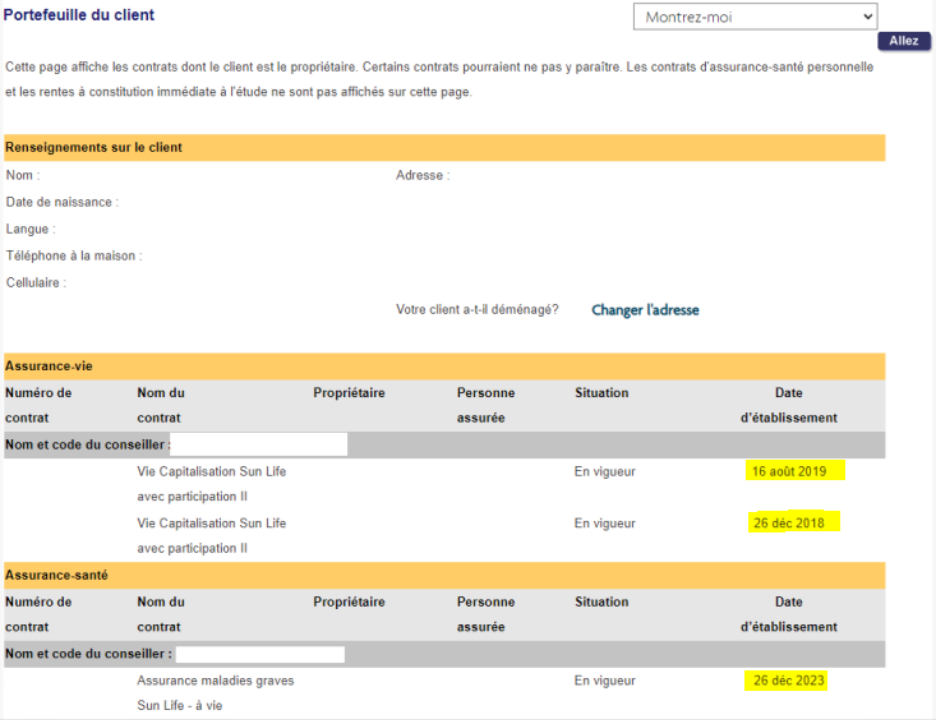 Portefeuille du client
Montrez-moi
Allez
Cette page affiche les contrats dont le client est le propriétaire. Certains contrats pourraient ne pas y paraître. Les contrats d'assurance-santé personnelle
et les rentes à constitution immédiate à l'étude ne sont pas affichés sur cette page.
Renseignements sur le client
Nom : Adresse :
Date de naissance :
Langue :
Téléphone à la maison :
Cellulaire :
Votre client a-t-il déménagé? Changer l'adresse
Assurance-vie
Numéro de Nom du Propriétaire Personne Situation Date
contrat contrat assurée d'établissement
Nom et code du conseiller :
Vie Capitalisation Sun Life En vigueur 16 août 2019
avec participation II
Vie Capitalisation Sun Life En vigueur 26 déc 2018
avec participation II
Assurance-santé
Numéro de Nom du Propriétaire Personne Situation Date
contrat contrat assurée d'établissement
Nom et code du conseiller :
Assurance maladies graves En vigueur 26 déc 2023
Sun Life - à vie